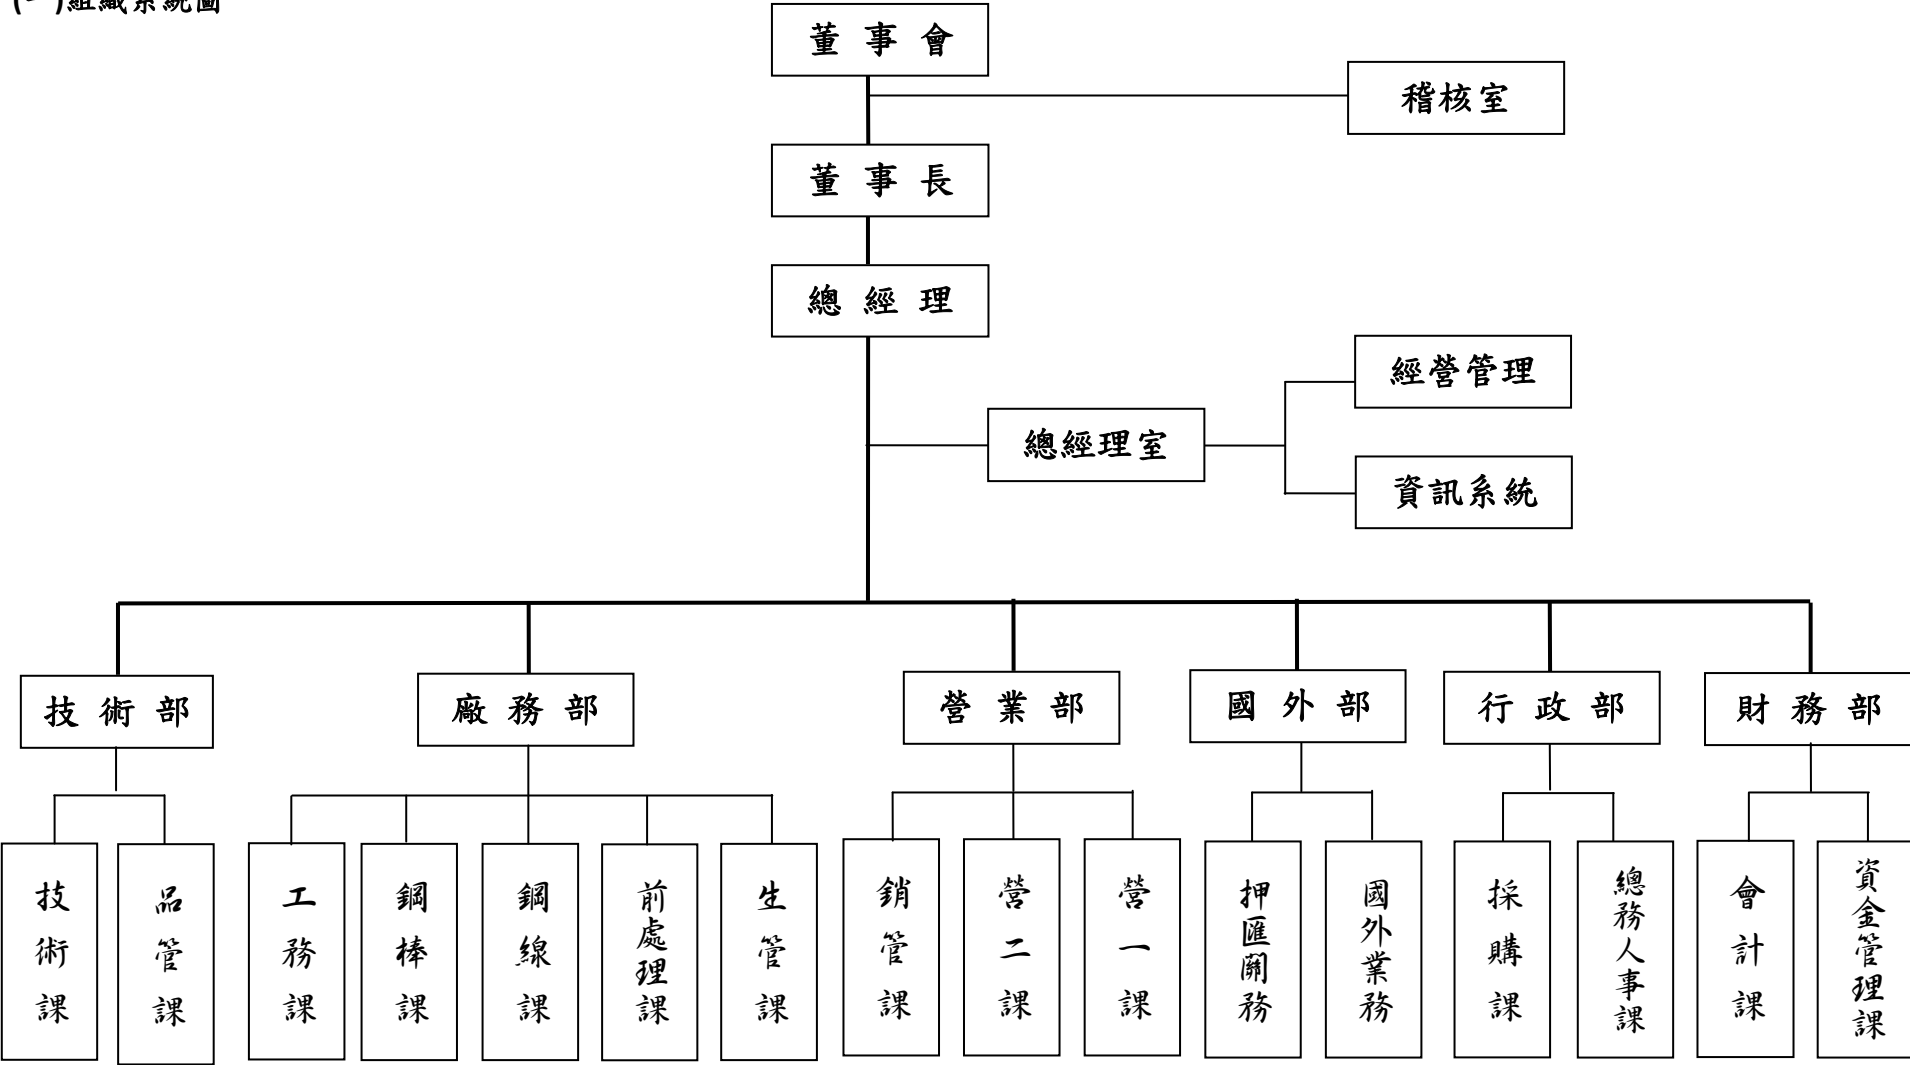 (一)組織系統圖
董事會
稽核室
董事長
總經理
經營管理
總經理室
資訊系統
技術部
廠務部
營業部
國外部
行政部
財務部
技術課
品管課
工務課
鋼棒課
鋼線課
前處理課
生管課
銷管課
營二課
營一課
押匯關務
國外業務
採購課
總務人事課
會計課
資金管理課